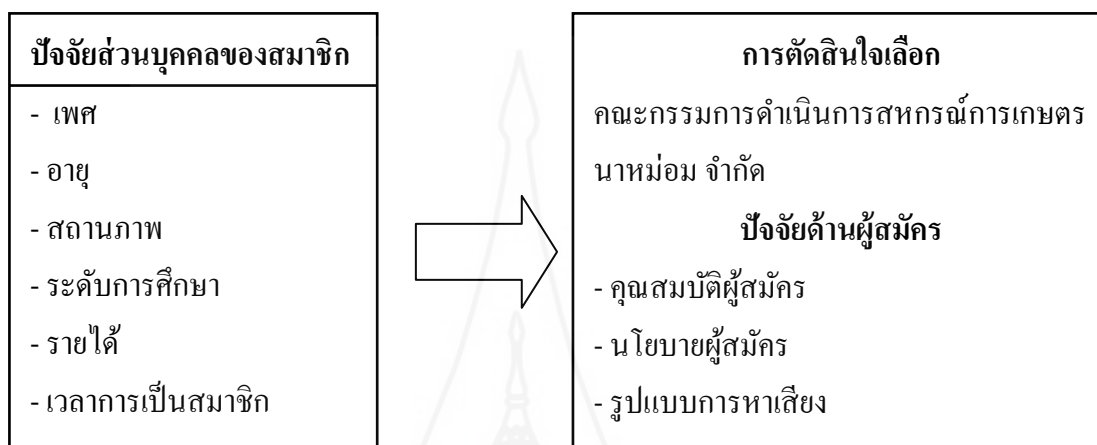 ปัจจัยส่วนบุคคลของสมาชิก
- เพศ
- อายุ
- สถานภาพ
- ระดับการศึกษา
- รายได้
- เวลาการเป็นสมาชิก
การตัดสินใจเลือก
คณะกรรมการดำเนินการสหกรณ์การเกษตร
นาหม่อม จำกัด
ปัจจัยด้านผู้สมัคร
- คุณสมบัติผู้สมัคร
- นโยบายผู้สมัคร
- รูปแบบการหาเสียง